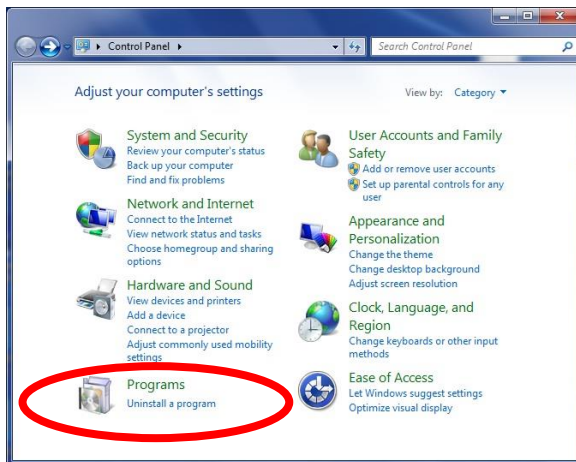 Control Panel
Search Control Panel
Adjust your computer's settings
View by: Category
System and Security
Review your computer's status
Back up your computer
Find and fix problems
Network and Internet
Connect to the Internet
View network status and tasks
Choose homegroup and sharing
options
Hardware and Sound
View devices and printers
Add a device
Connect to a projector
Adjust commonly used mobility
settings
Programs
Uninstall a program
User Accounts and Family
Safety
Add or remove user accounts
Set up parental controls for any
user
Appearance and
Personalization
Change the theme
Change desktop background
Adjust screen resolution
Clock, Language, and
Region
Change keyboards or other input
methods
Ease of Access
Let Windows suggest settings
Optimize visual display